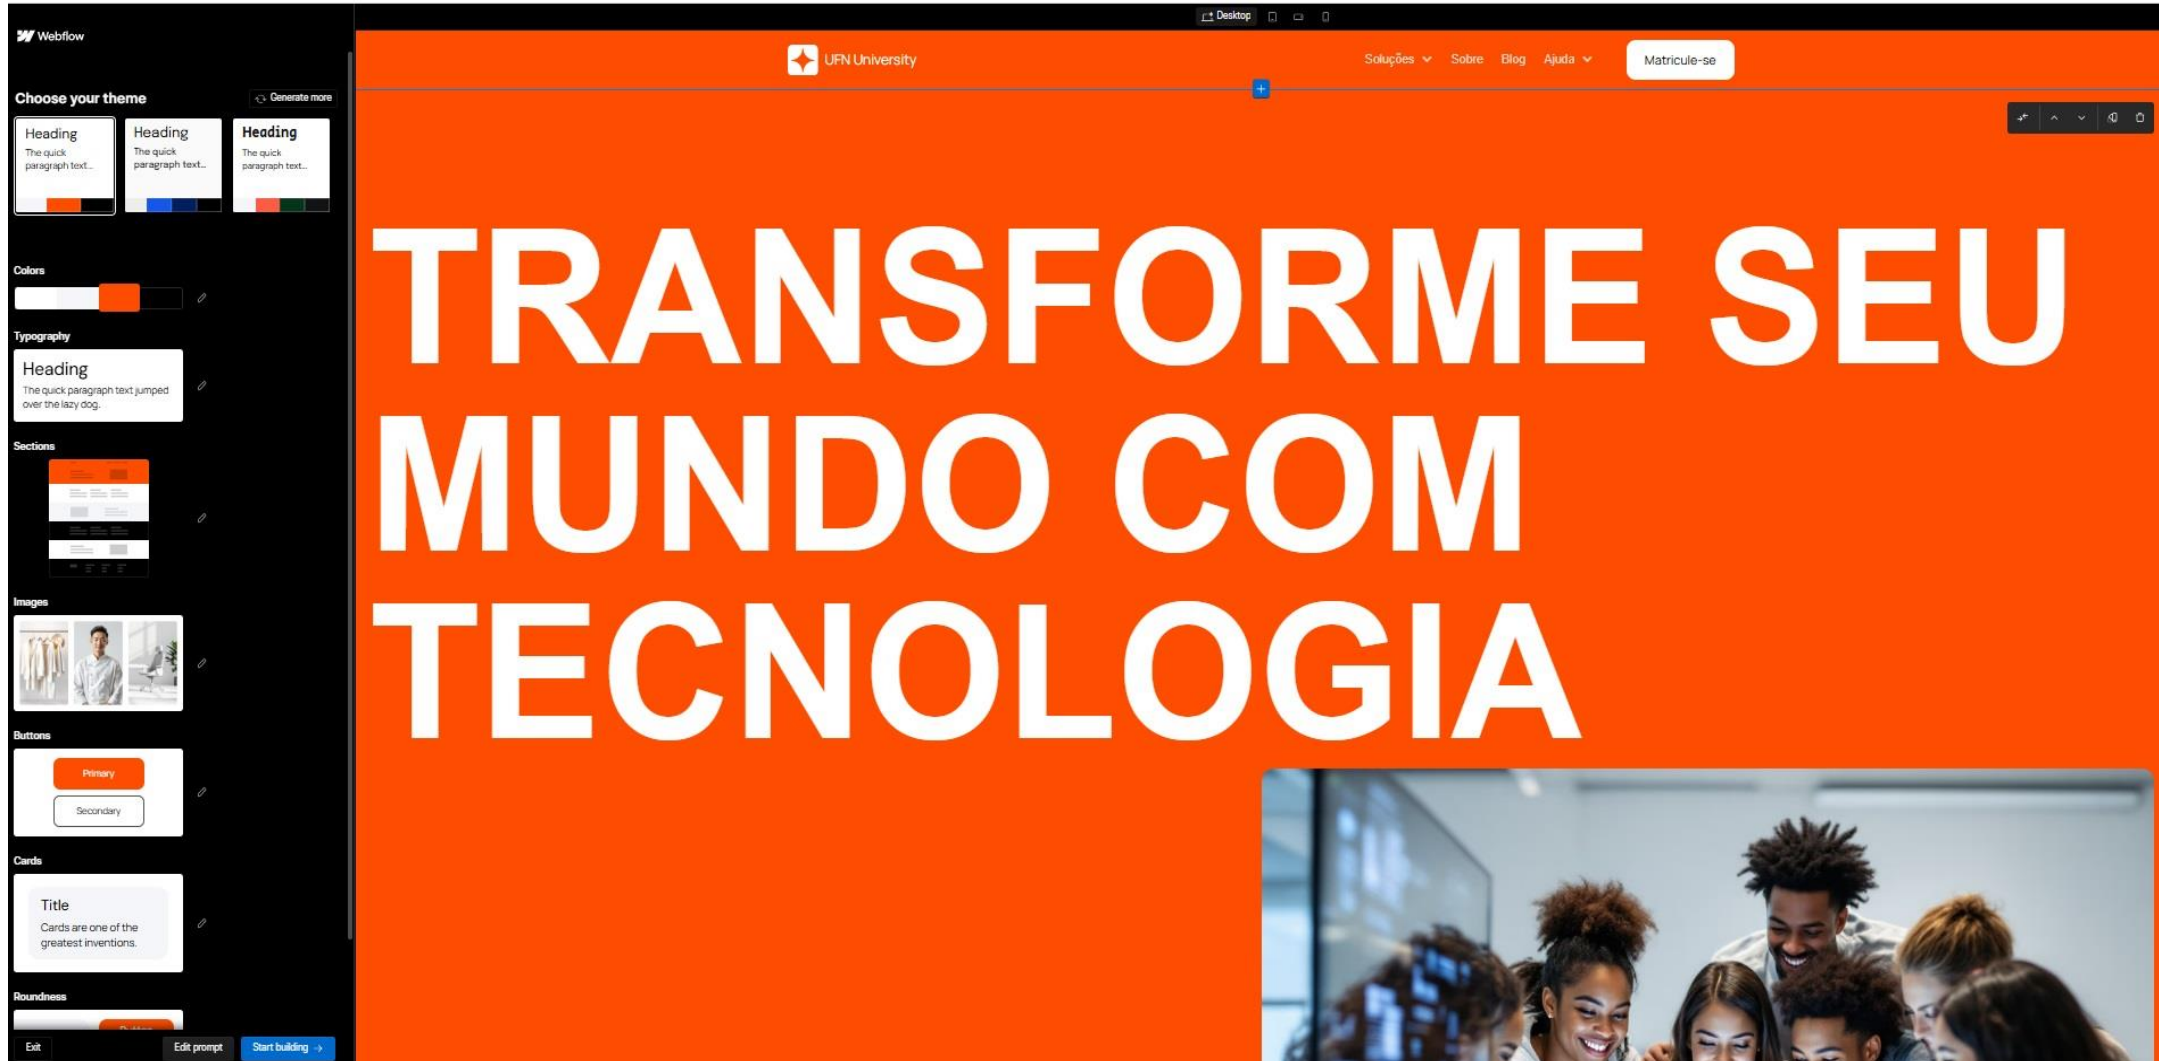 Webflow
Desktop
Choose your theme
Generate more
Heading
The quick
paragraph text...
Heading
The quick
paragraph text...
Heading
The quick
paragraph text...
Colors
Typography
Heading
The quick paragraph text jumped
over the lazy dog.
Sections
Images
Buttons
Primary
Secondary
Cards
Title
Cards are one of the
greatest inventions.
Roundness
Exit
Edit prompt
Start building →
UFN University
Soluções
Sobre
Blog
Ajuda
Matricule-se
TRANSFORME SEU
MUNDO COM
TECNOLOGIA